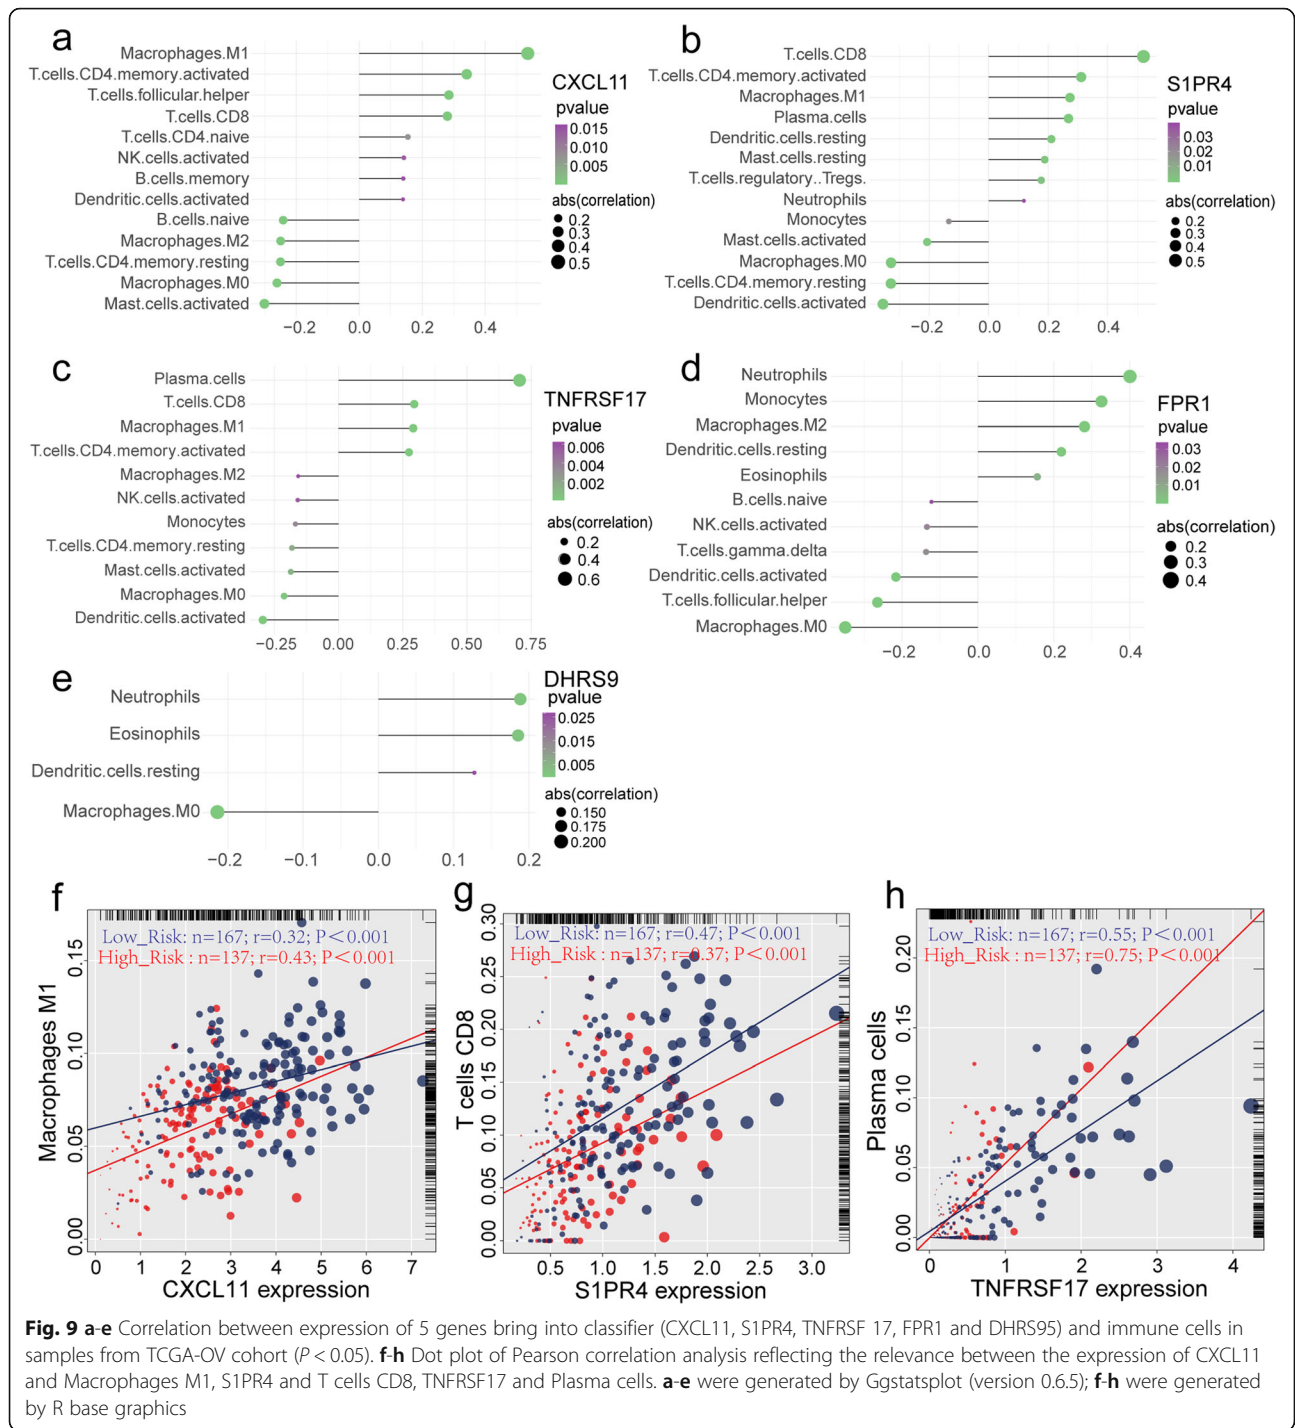 a
Macrophages.M1
T.cells.CD4.memory.activated
T.cells.follicular.helper
T.cells.CD8
T.cells.CD4.naive
NK.cells.activated
B.cells.memory
Dendritic.cells.activated
B.cells.naive
Macrophages.M2
T.cells.CD4.memory.resting
Macrophages.M0
Mast.cells.activated
−0.2 0.0 0.2 0.4
CXCL11
pvalue
0.015
0.010
0.005
abs(correlation)
0.2
0.3
0.4
0.5
b
T.cells.CD8
T.cells.CD4.memory.activated
Macrophages.M1
Plasma.cells
Dendritic.cells.resting
Mast.cells.resting
T.cells.regulatory..Tregs.
Neutrophils
Monocytes
Mast.cells.activated
Macrophages.M0
T.cells.CD4.memory.resting
Dendritic.cells.activated
−0.2 0.0 0.2 0.4
S1PR4
pvalue
0.03
0.02
0.01
abs(correlation)
0.2
0.3
0.4
0.5
c
Plasma.cells
T.cells.CD8
Macrophages.M1
T.cells.CD4.memory.activated
Macrophages.M2
NK.cells.activated
Monocytes
T.cells.CD4.memory.resting
Mast.cells.activated
Macrophages.M0
Dendritic.cells.activated
−0.25 0.00 0.25 0.50 0.75
TNFRSF17
pvalue
0.006
0.004
0.002
abs(correlation)
0.2
0.4
0.6
d
Neutrophils
Monocytes
Macrophages.M2
Dendritic.cells.resting
Eosinophils
B.cells.naive
NK.cells.activated
T.cells.gamma.delta
Dendritic.cells.activated
T.cells.follicular.helper
Macrophages.M0
−0.2 0.0 0.2 0.4
FPR1
pvalue
0.03
0.02
0.01
abs(correlation)
0.2
0.3
0.4
e
Neutrophils
Eosinophils
Dendritic.cells.resting
Macrophages.M0
−0.2 −0.1 0.0 0.1 0.2
DHRS9
pvalue
0.025
0.015
0.005
abs(correlation)
0.150
0.175
0.200
f
Low_Risk: n=167; r=0.32; P<0.001
High_Risk : n=137; r=0.43; P<0.001
Macrophages M1
0.15
0.10
0.05
0.00
0 1 2 3 4 5 6 7
CXCL11 expression
g
Low_Risk: n=167; r=0.47; P<0.001
High_Risk : n=137; r=0.37; P<0.001
T cells CD8
0.30
0.25
0.20
0.15
0.10
0.05
0.00
0.5 1.0 1.5 2.0 2.5 3.0
S1PR4 expression
h
Low_Risk: n=167; r=0.55; P<0.001
High_Risk : n=137; r=0.75; P<0.001
Plasma cells
0.20
0.15
0.10
0.05
0.00
0 1 2 3 4
TNFRSF17 expression
Fig. 9 a-e Correlation between expression of 5 genes bring into classifier (CXCL11, S1PR4, TNFRSF 17, FPR1 and DHRS95) and immune cells in
samples from TCGA-OV cohort (P < 0.05). f-h Dot plot of Pearson correlation analysis reflecting the relevance between the expression of CXCL11
and Macrophages M1, S1PR4 and T cells CD8, TNFRSF17 and Plasma cells. a-e were generated by Ggstatsplot (version 0.6.5); f-h were generated
by R base graphics